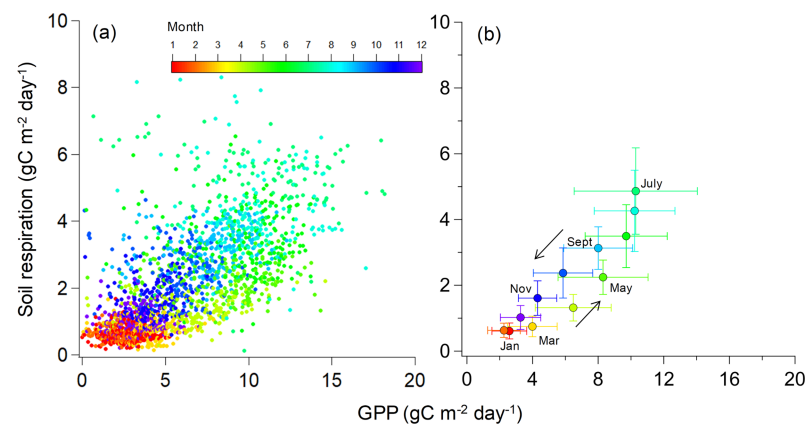 (a)
Month
1 2 3 4 5 6 7 8 9 10 11 12
Soil respiration (gC m-2 day-1)
10
8
6
4
2
0
0 5 10 15 20
(b)
10
8
6
4
2
0
July
Sept
May
Nov
Mar
Jan
0 4 8 12 16 20
GPP (gC m-2 day-1)